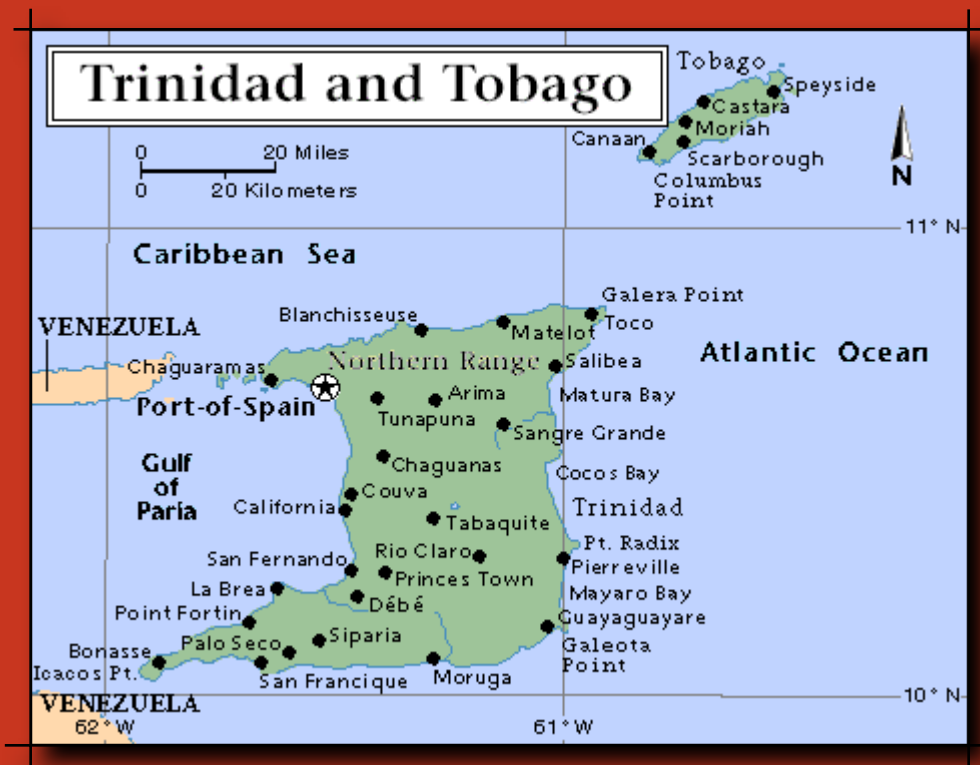 Trinidad and Tobago
Tobago
Speyside
Castara
Moriah
Canaan
Scarborough
Columbus
Point
0 20 Miles
0 20 Kilometers
N
11° N
Caribbean Sea
Galera Point
Blanchisseuse
Matelot
Toco
VENEZUELA
Northern Range
Salibea
Atlantic Ocean
Chaguaramas
Port-of-Spain
Arima
Matura Bay
Tunapuna
Sangre Grande
Gulf
of
Paria
Chaguanas
Cocos Bay
Couva
California
Trinidad
Tabaquite
Pt. Radix
Rio Claro
San Fernando
Pierreville
Princes Town
La Brea
Mayaro Bay
Débé
Point Fortin
Guayaguayare
Siparia
Palo Seco
Galeota
Point
Bonasse
Icacos Pt.
San Francique
Moruga
VENEZUELA
10° N
62° W
61° W